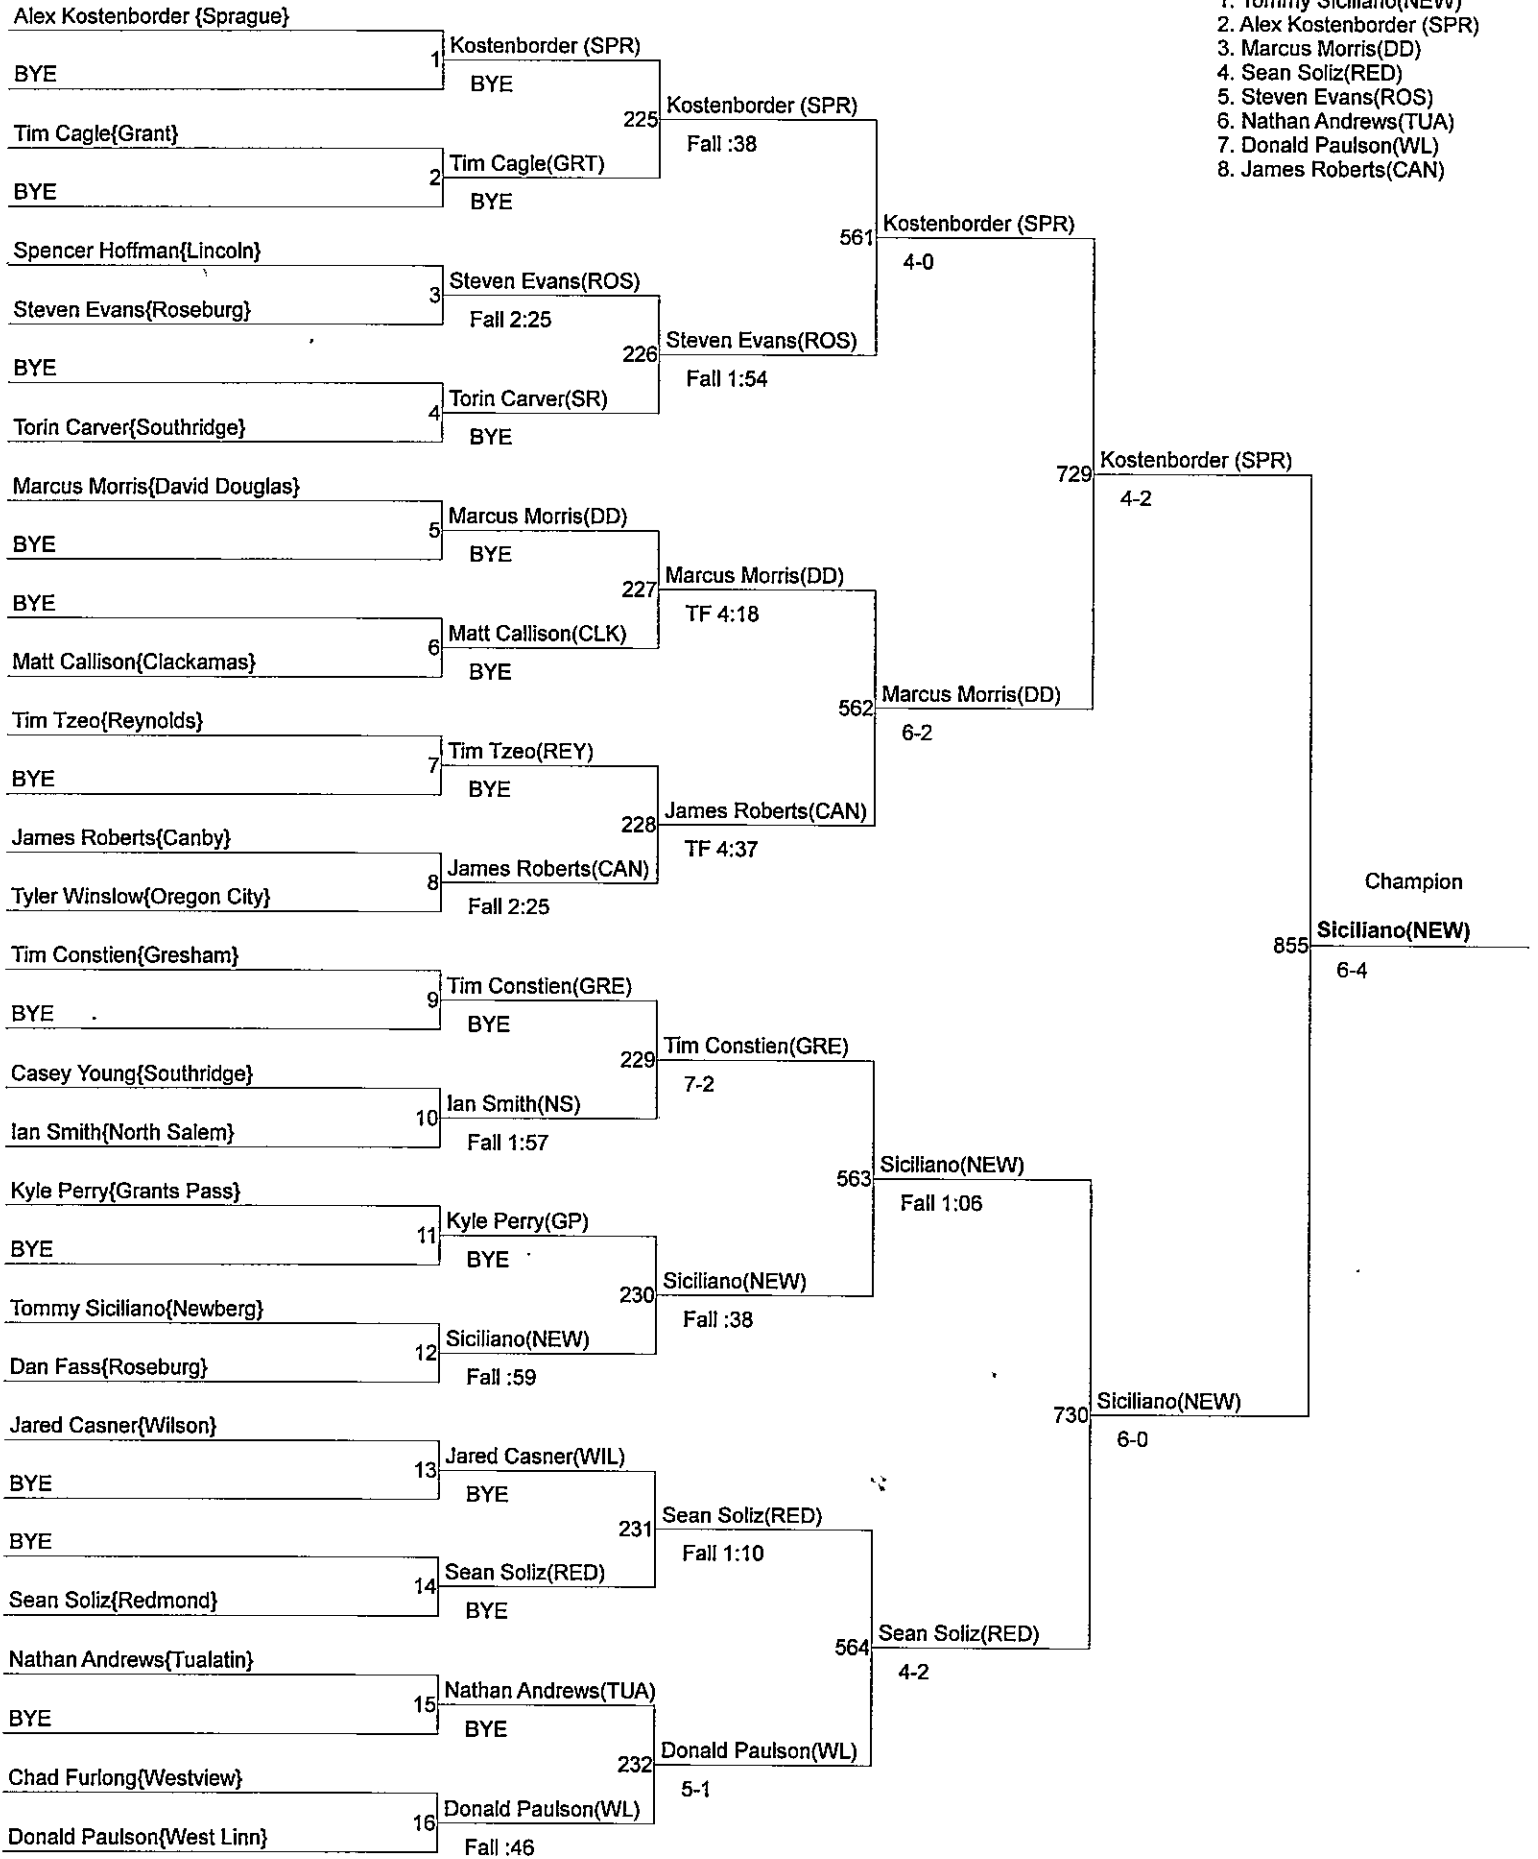 Alex Kostenborder {Sprague}
BYE
Tim Cagle{Grant}
BYE
Spencer Hoffman{Lincoln}
Steven Evans{Roseburg}
BYE
Torin Carver{Southridge}
Marcus Morris{David Douglas}
BYE
BYE
Matt Callison{Clackamas}
Tim Tzeo{Reynolds}
BYE
James Roberts{Canby}
Tyler Winslow{Oregon City}
Tim Constien{Gresham}
BYE
Casey Young{Southridge}
Ian Smith{North Salem}
Kyle Perry{Grants Pass}
BYE
Tommy Siciliano{Newberg}
Dan Fass{Roseburg}
Jared Casner{Wilson}
BYE
BYE
Sean Soliz{Redmond}
Nathan Andrews{Tualatin}
BYE
Chad Furlong{Westview}
Donald Paulson{West Linn}
1 Kostenborder (SPR)
BYE
2 Tim Cagle(GRT)
BYE
3 Steven Evans(ROS)
Fall 2:25
4 Torin Carver(SR)
BYE
5 Marcus Morris(DD)
BYE
6 Matt Callison(CLK)
BYE
7 Tim Tzeo(REY)
BYE
8 James Roberts(CAN)
Fall 2:25
9 Tim Constien(GRE)
BYE
10 Ian Smith(NS)
Fall 1:57
11 Kyle Perry(GP)
BYE
12 Siciliano(NEW)
Fall :59
13 Jared Casner(WIL)
BYE
14 Sean Soliz(RED)
BYE
15 Nathan Andrews(TUA)
BYE
16 Donald Paulson(WL)
Fall :46
225 Kostenborder (SPR)
Fall :38
226 Steven Evans(ROS)
Fall 1:54
227 Marcus Morris(DD)
TF 4:18
228 James Roberts(CAN)
TF 4:37
229 Tim Constien(GRE)
7-2
230 Siciliano(NEW)
Fall :38
231 Sean Soliz(RED)
Fall 1:10
232 Donald Paulson(WL)
5-1
561 Kostenborder (SPR)
4-0
562 Marcus Morris(DD)
6-2
563 Siciliano(NEW)
Fall 1:06
564 Sean Soliz(RED)
4-2
729 Kostenborder (SPR)
4-2
730 Siciliano(NEW)
6-0
Champion
855 Siciliano(NEW)
6-4
1. Tommy Siciliano(NEW)
2. Alex Kostenborder (SPR)
3. Marcus Morris(DD)
4. Sean Soliz(RED)
5. Steven Evans(ROS)
6. Nathan Andrews(TUA)
7. Donald Paulson(WL)
8. James Roberts(CAN)